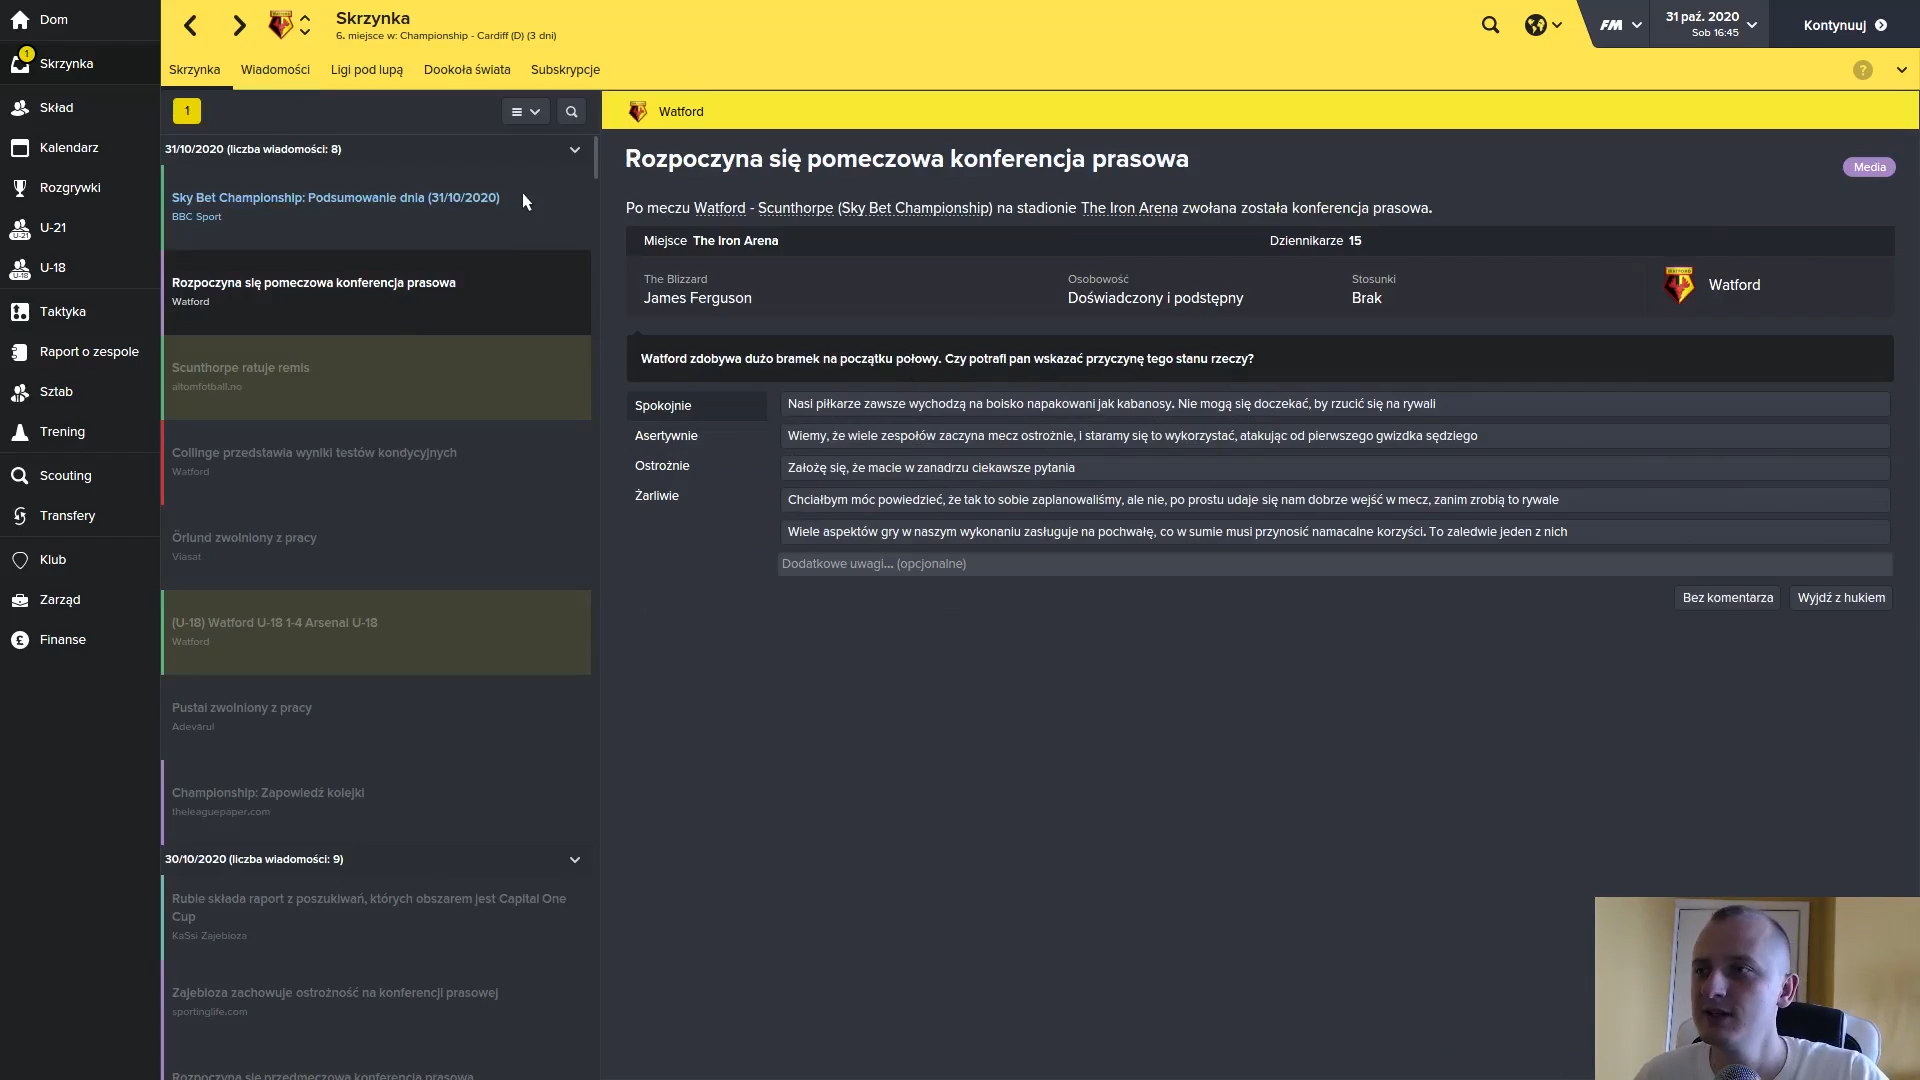 Dom
1
Skrzynka
Skład
Kalendarz
Rozgrywki
U-21
U-21
U-18
U-18
Taktyka
Raport o zespole
Sztab
Trening
Scouting
Transfery
Klub
Zarząd
Finanse
Skrzynka
6. miejsce w: Championship - Cardiff (D) (3 dni)
FM
31 paź. 2020
Sob 16:45
Kontynuuj
Skrzynka
Wiadomości
Ligi pod lupą
Dookoła świata
Subskrypcje
?
1
31/10/2020 (liczba wiadomości: 8)
Sky Bet Championship: Podsumowanie dnia (31/10/2020)
BBC Sport
Rozpoczyna się pomeczowa konferencja prasowa
Watford
Scunthorpe ratuje remis
altomfotball.no
Collinge przedstawia wyniki testów kondycyjnych
Watford
Örlund zwolniony z pracy
Viasat
(U-18) Watford U-18 1-4 Arsenal U-18
Watford
Pustai zwolniony z pracy
Adevărul
Championship: Zapowiedź kolejki
theleaguepaper.com
30/10/2020 (liczba wiadomości: 9)
Rubie składa raport z poszukiwań, których obszarem jest Capital One
Cup
KaSsi Zajebioza
Zajebioza zachowuje ostrożność na konferencji prasowej
sportinglife.com
Rozpoczyna się przedmeczowa konferencja prasowa
Watford
Rozpoczyna się pomeczowa konferencja prasowa
Media
Po meczu Watford - Scunthorpe (Sky Bet Championship) na stadionie The Iron Arena zwołana została konferencja prasowa.
Miejsce The Iron Arena
Dziennikarze 15
The Blizzard
James Ferguson
Osobowość
Doświadczony i podstępny
Stosunki
Brak
Watford
Watford zdobywa dużo bramek na początku połowy. Czy potrafi pan wskazać przyczynę tego stanu rzeczy?
Spokojnie
Asertywnie
Ostrożnie
Żarliwie
Nasi piłkarze zawsze wychodzą na boisko napakowani jak kabanosy. Nie mogą się doczekać, by rzucić się na rywali
Wiemy, że wiele zespołów zaczyna mecz ostrożnie, i staramy się to wykorzystać, atakując od pierwszego gwizdka sędziego
Założę się, że macie w zanadrzu ciekawsze pytania
Chciałbym móc powiedzieć, że tak to sobie zaplanowaliśmy, ale nie, po prostu udaje się nam dobrze wejść w mecz, zanim zrobią to rywale
Wiele aspektów gry w naszym wykonaniu zasługuje na pochwałę, co w sumie musi przynosić namacalne korzyści. To zaledwie jeden z nich
Dodatkowe uwagi... (opcjonalne)
Bez komentarza
Wyjdź z hukiem